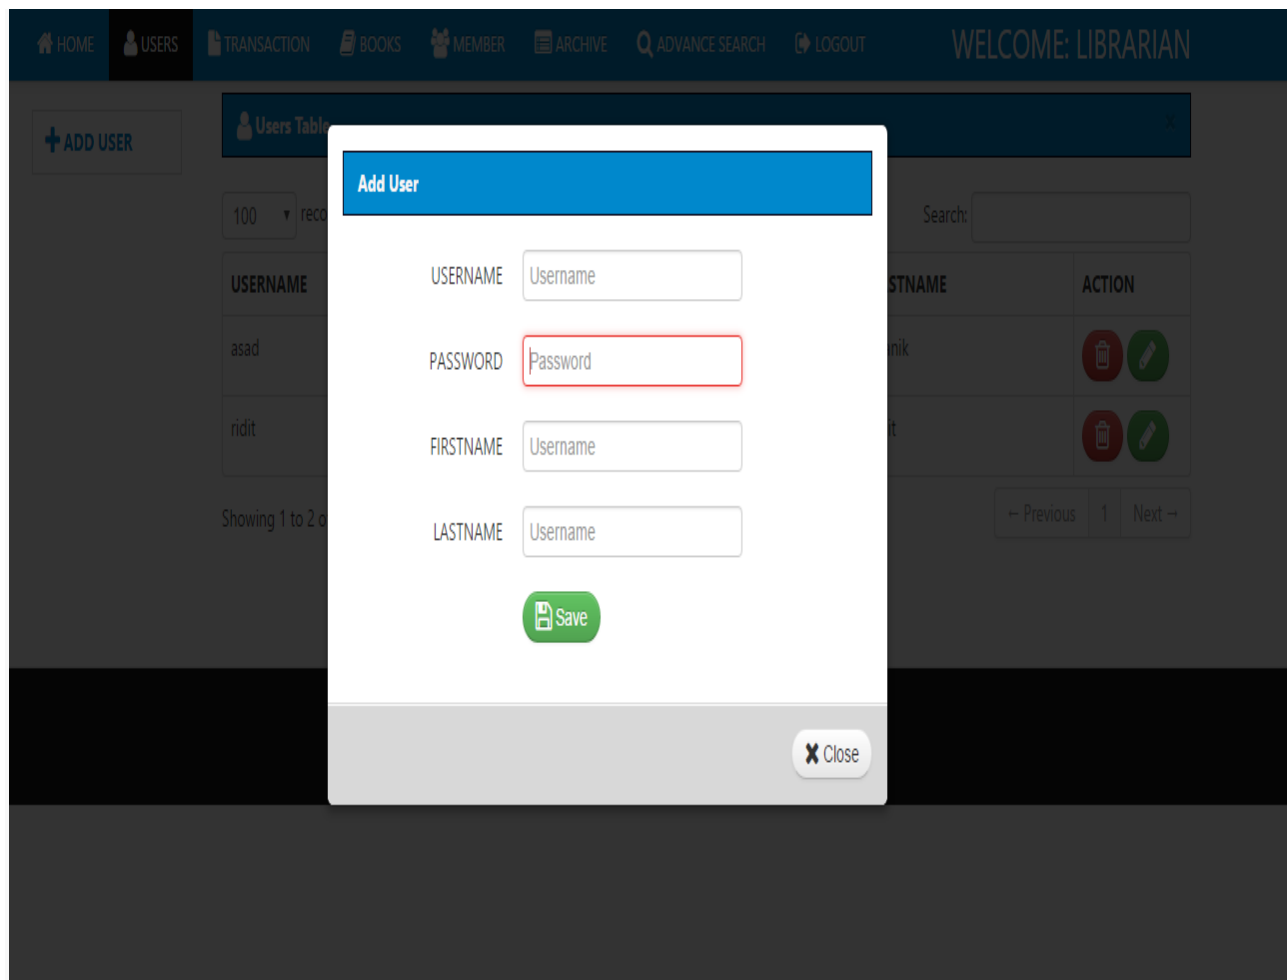 HOME USERS TRANSACTION BOOKS MEMBER ARCHIVE ADVANCE SEARCH LOGOUT WELCOME: LIBRARIAN
ADD USER
Users Table x
Add User
100 reco Search:
USERNAME Username
USERNAME STNAME ACTION
asad nik
PASSWORD Password
ridit it
FIRSTNAME Username
Showing 1 to 2 o ← Previous 1 Next →
LASTNAME Username
Save
Close